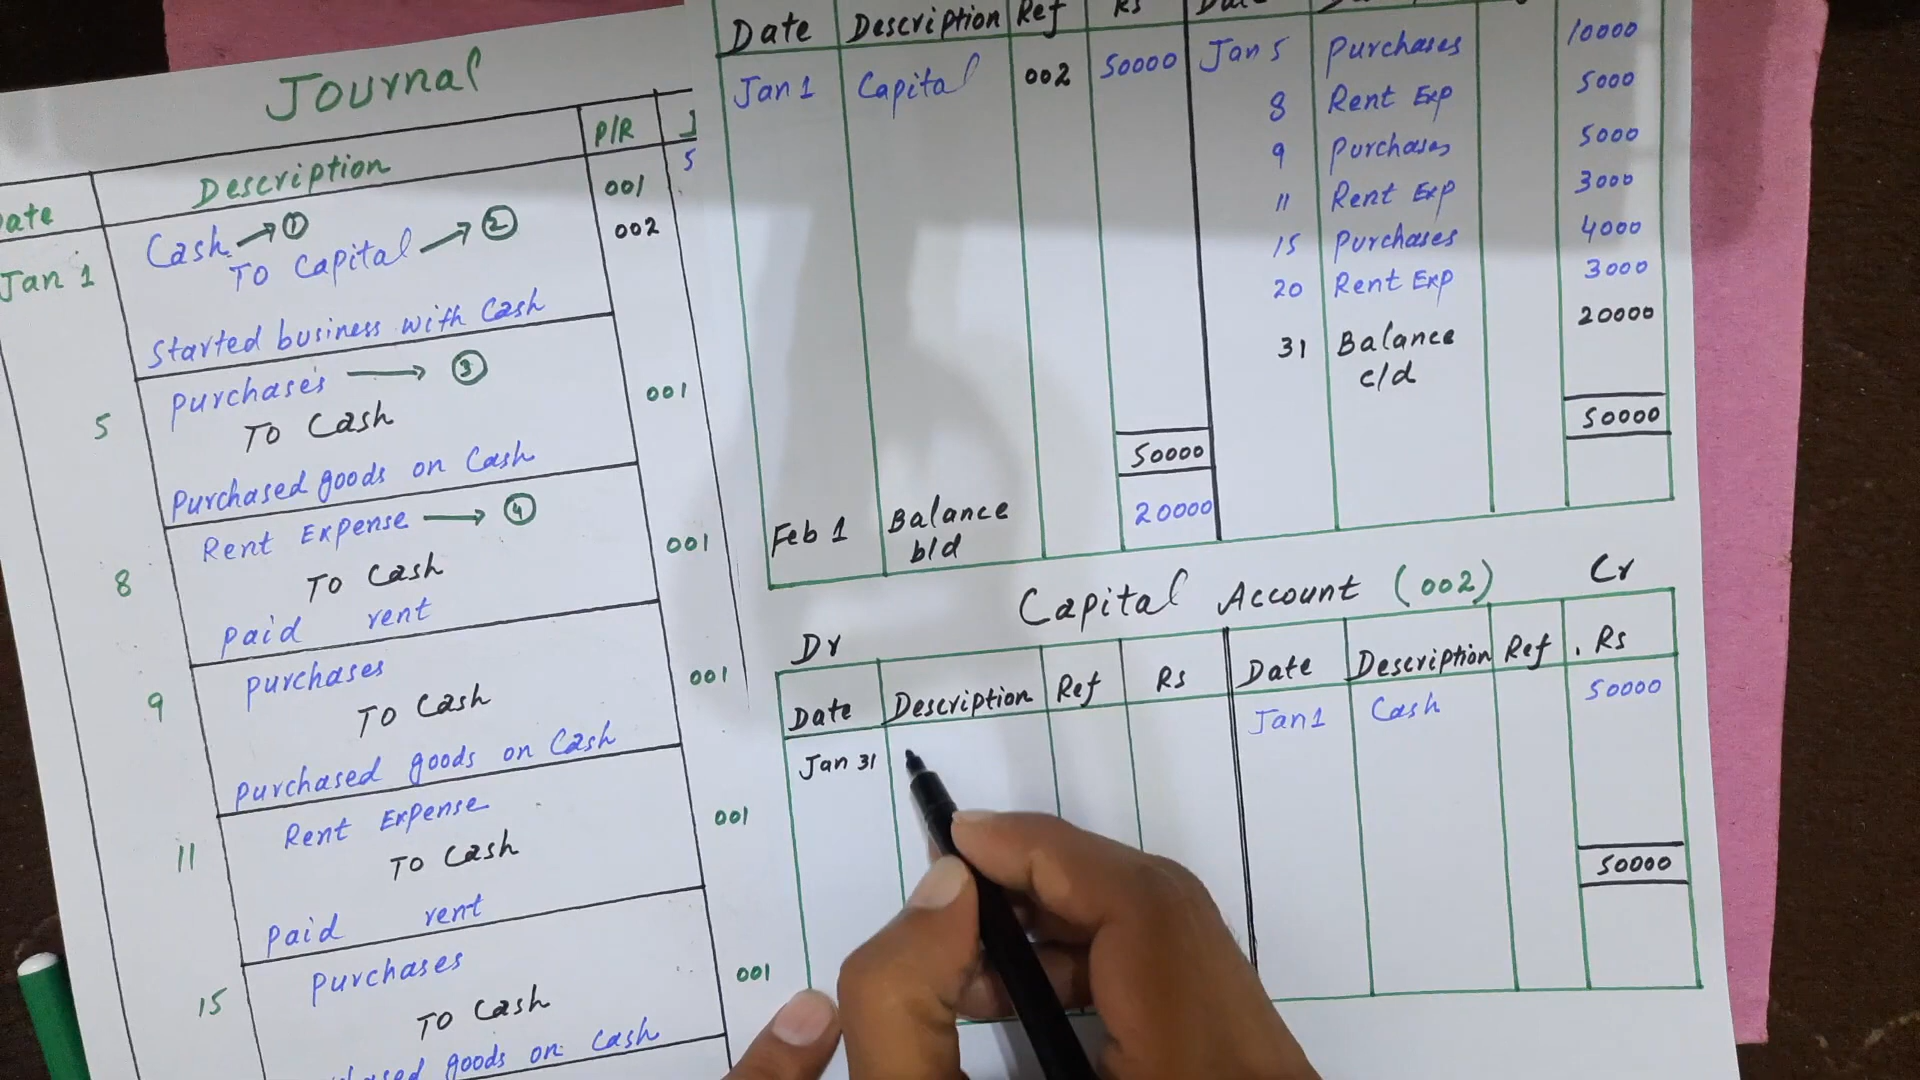 Journal
Date Description P/R
Jan 1 Cash → ① 001 5
To Capital → ② 002
Started business with Cash
5 Purchases → ③
To Cash 001
Purchased goods on Cash
8 Rent Expense → ④
To Cash 001
Paid rent
9 Purchases
To Cash 001
Purchased goods on Cash
11 Rent Expense
To Cash 001
Paid rent
15 Purchases
To Cash 001
goods on Cash
Date Description Ref Rs Date
Jan 1 Capital 002 50000 Jan 5 Purchases 10000
8 Rent Exp 5000
9 Purchases 5000
11 Rent Exp 3000
15 Purchases 4000
20 Rent Exp 3000
31 Balance 20000
c/d
50000 50000
Feb 1 Balance 20000
b/d
Capital Account (002)
Dr Cr
Date Description Ref Rs Date Description Ref . Rs
Jan 31 Jan 1 Cash 50000
50000